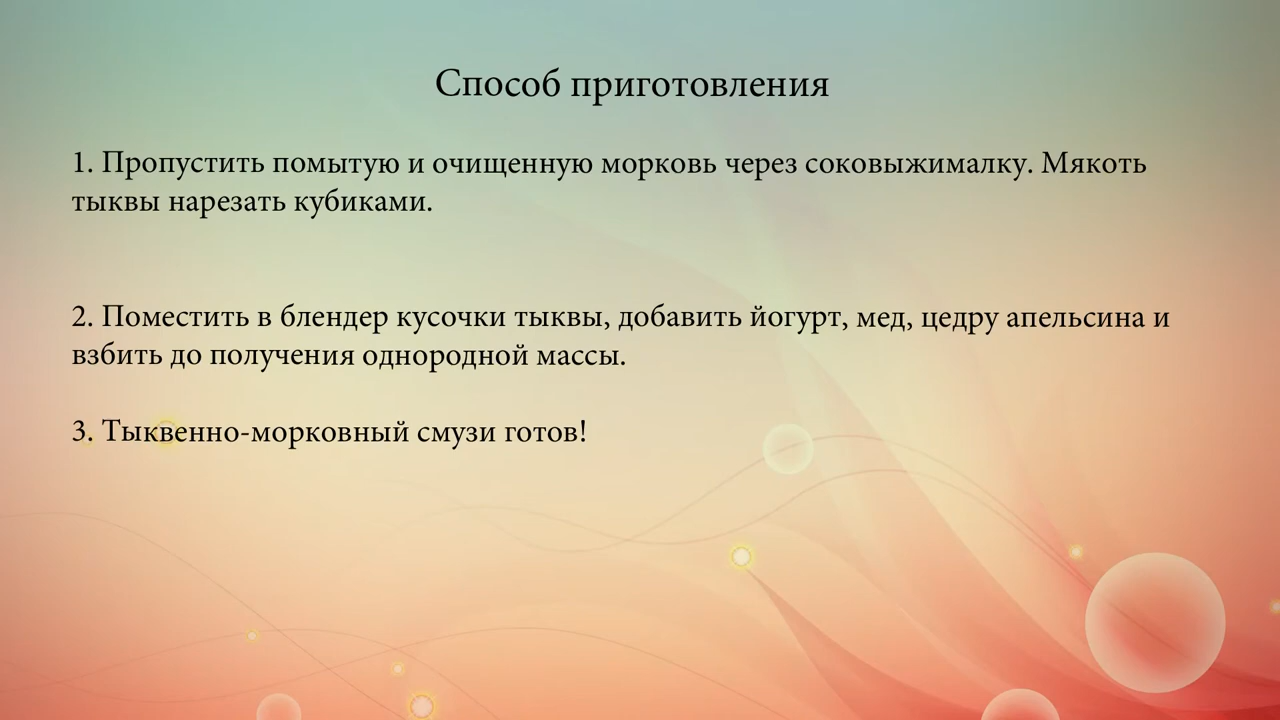 Способ приготовления
1. Пропустить помытую и очищенную морковь через соковыжималку. Мякоть
тыквы нарезать кубиками.
2. Поместить в блендер кусочки тыквы, добавить йогурт, мед, цедру апельсина и
взбить до получения однородной массы.
3. Тыквенно-морковный смузи готов!